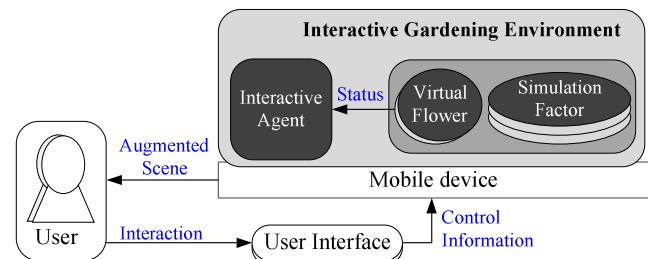 Interactive Gardening Environment
Interactive
Agent
Status
Virtual
Flower
Simulation
Factor
Augmented
Scene
Mobile device
User
Interaction
User Interface
Control
Information